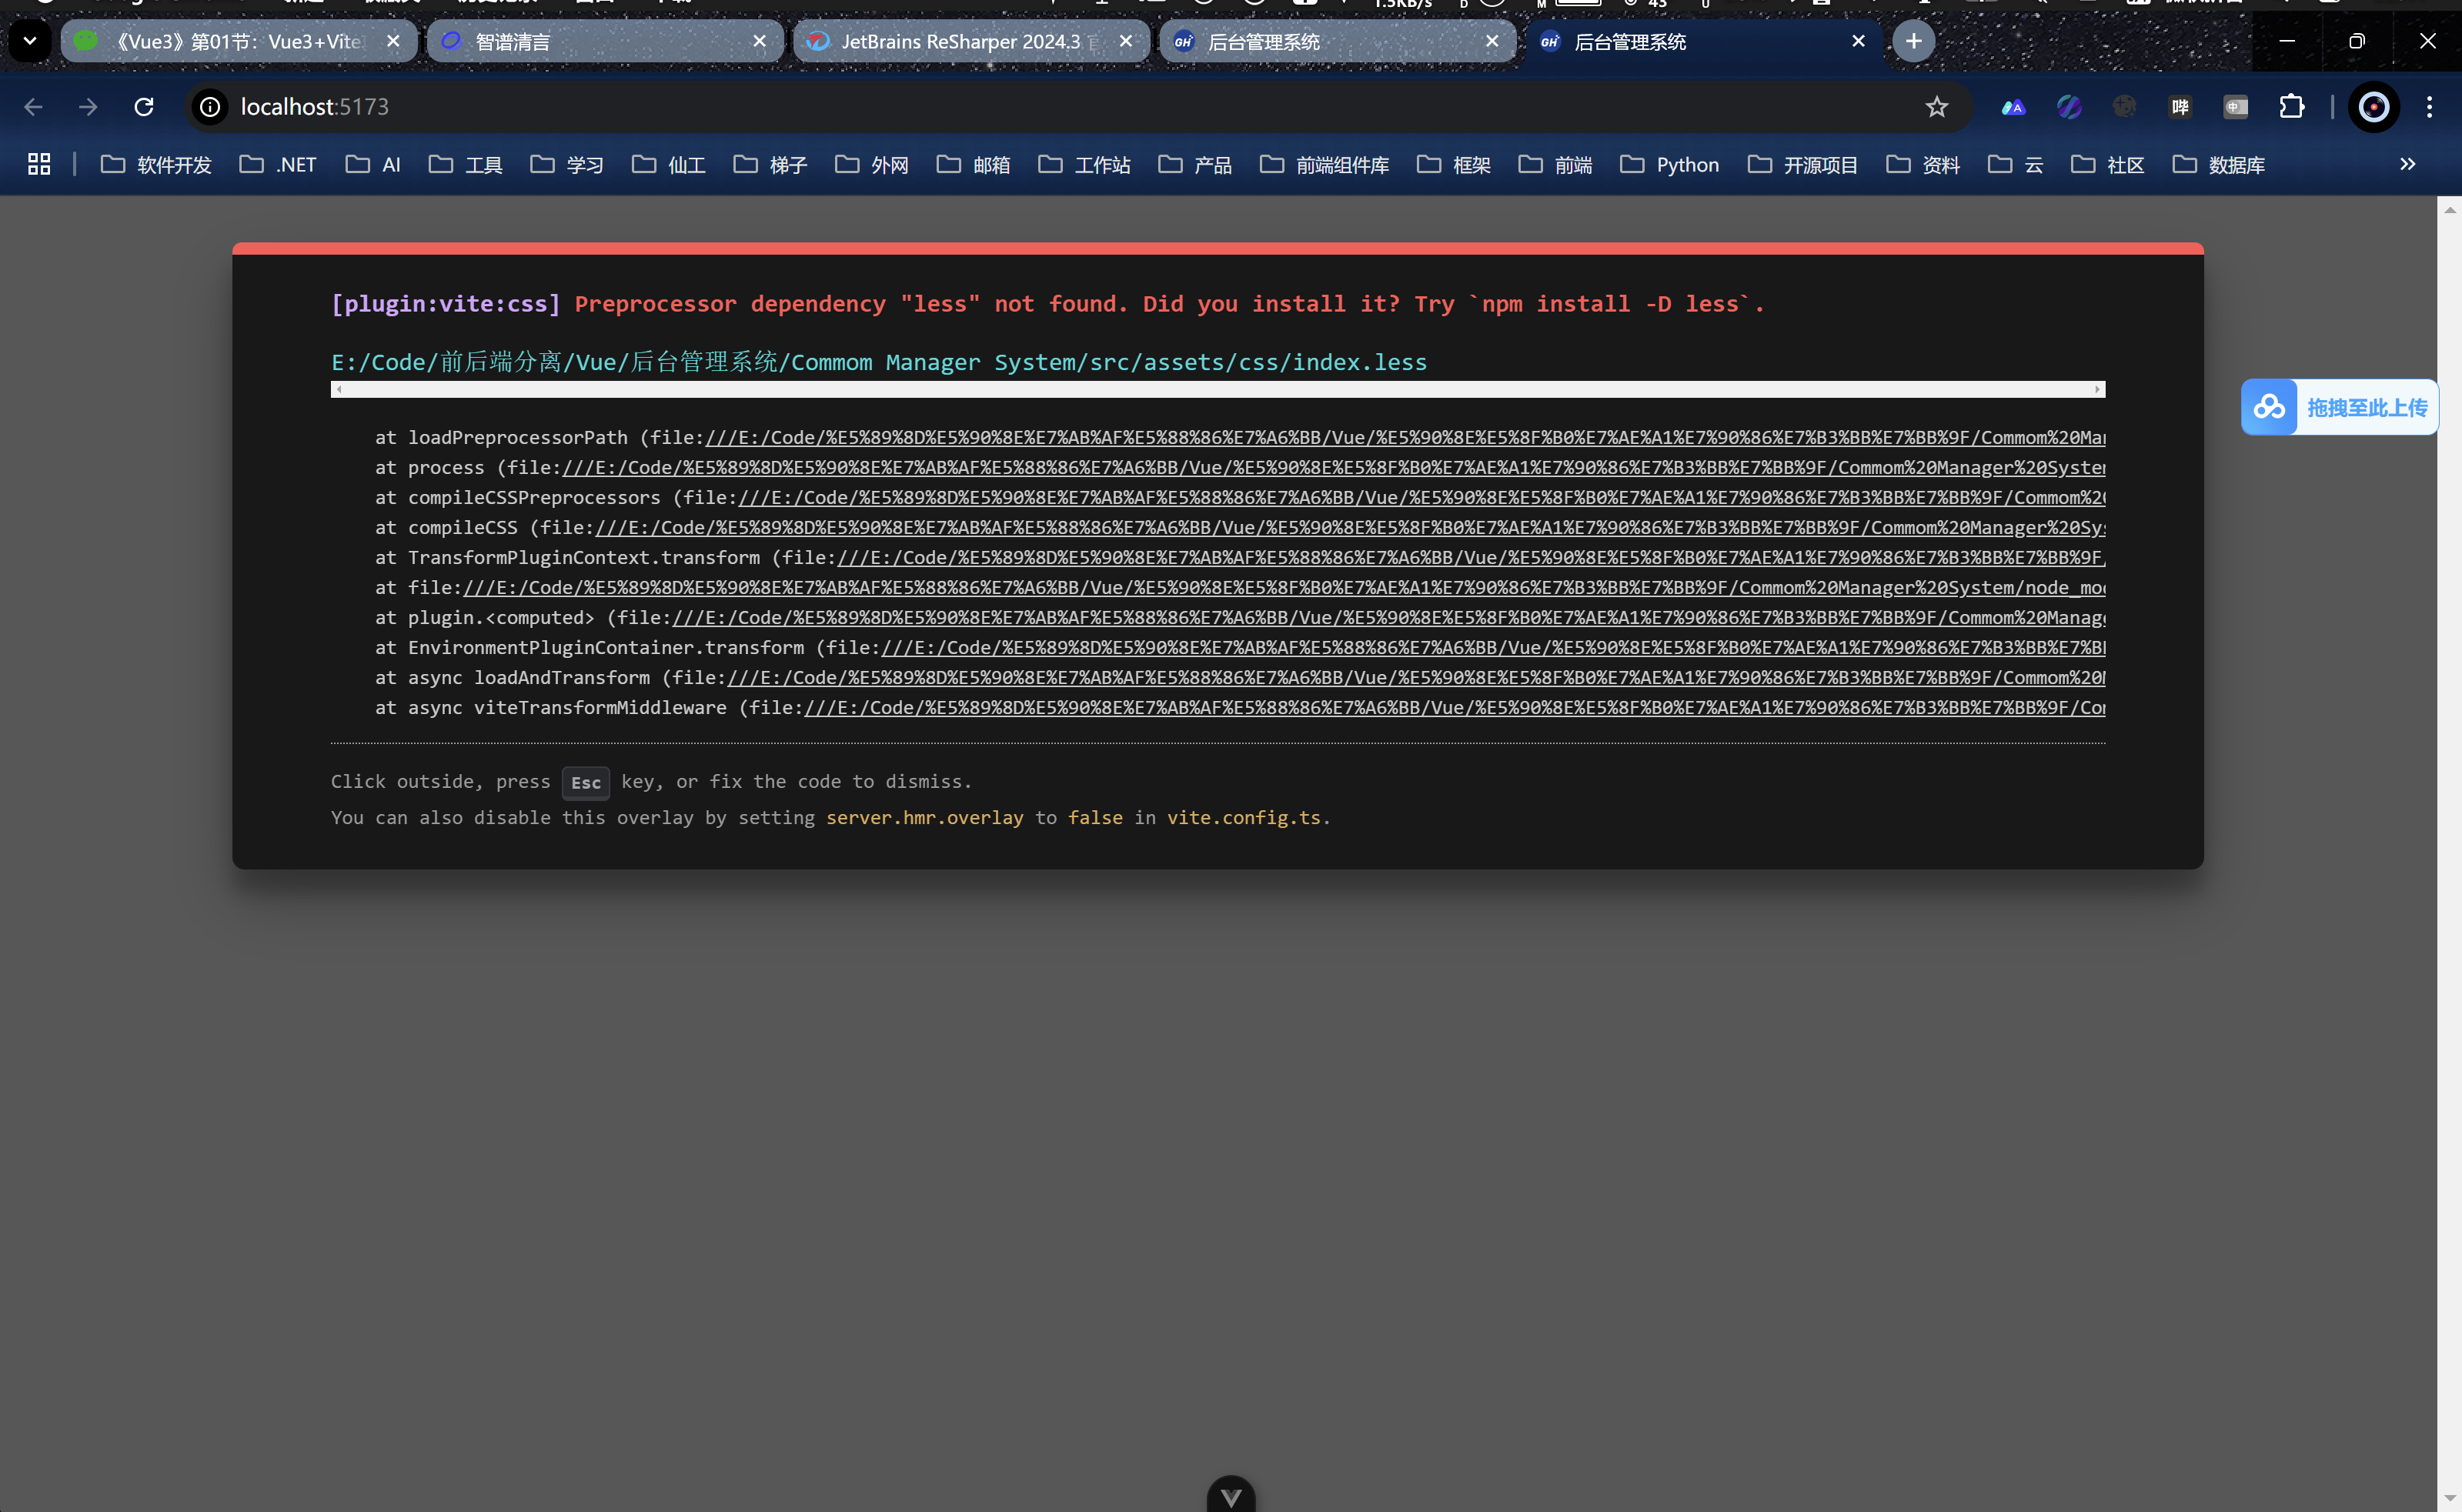 1.5KB/s
43
《Vue3》第01节：Vue3+Vite
智谱清言
JetBrains ReSharper 2024.3
后台管理系统
后台管理系统
localhost:5173
软件开发
.NET
AI
工具
学习
仙工
梯子
外网
邮箱
工作站
产品
前端组件库
框架
前端
Python
开源项目
资料
云
社区
数据库
[plugin:vite:css] Preprocessor dependency "less" not found. Did you install it? Try `npm install -D less`.
E:/Code/前后端分离/Vue/后台管理系统/Commom Manager System/src/assets/css/index.less
at loadPreprocessorPath (file:///E:/Code/%E5%89%8D%E5%90%8E%E7%AB%AF%E5%88%86%E7%A6%BB/Vue/%E5%90%8E%E5%8F%B0%E7%AE%A1%E7%90%86%E7%B3%BB%E7%BB%9F/Commom%20Mar
at process (file:///E:/Code/%E5%89%8D%E5%90%8E%E7%AB%AF%E5%88%86%E7%A6%BB/Vue/%E5%90%8E%E5%8F%B0%E7%AE%A1%E7%90%86%E7%B3%BB%E7%BB%9F/Commom%20Manager%20System
at compileCSSPreprocessors (file:///E:/Code/%E5%89%8D%E5%90%8E%E7%AB%AF%E5%88%86%E7%A6%BB/Vue/%E5%90%8E%E5%8F%B0%E7%AE%A1%E7%90%86%E7%B3%BB%E7%BB%9F/Commom%20
at compileCSS (file:///E:/Code/%E5%89%8D%E5%90%8E%E7%AB%AF%E5%88%86%E7%A6%BB/Vue/%E5%90%8E%E5%8F%B0%E7%AE%A1%E7%90%86%E7%B3%BB%E7%BB%9F/Commom%20Manager%20Sys
at TransformPluginContext.transform (file:///E:/Code/%E5%89%8D%E5%90%8E%E7%AB%AF%E5%88%86%E7%A6%BB/Vue/%E5%90%8E%E5%8F%B0%E7%AE%A1%E7%90%86%E7%B3%BB%E7%BB%9F/
at file:///E:/Code/%E5%89%8D%E5%90%8E%E7%AB%AF%E5%88%86%E7%A6%BB/Vue/%E5%90%8E%E5%8F%B0%E7%AE%A1%E7%90%86%E7%B3%BB%E7%BB%9F/Commom%20Manager%20System/node_mod
at plugin.<computed> (file:///E:/Code/%E5%89%8D%E5%90%8E%E7%AB%AF%E5%88%86%E7%A6%BB/Vue/%E5%90%8E%E5%8F%B0%E7%AE%A1%E7%90%86%E7%B3%BB%E7%BB%9F/Commom%20Manage
at EnvironmentPluginContainer.transform (file:///E:/Code/%E5%89%8D%E5%90%8E%E7%AB%AF%E5%88%86%E7%A6%BB/Vue/%E5%90%8E%E5%8F%B0%E7%AE%A1%E7%90%86%E7%B3%BB%E7%BB
at async loadAndTransform (file:///E:/Code/%E5%89%8D%E5%90%8E%E7%AB%AF%E5%88%86%E7%A6%BB/Vue/%E5%90%8E%E5%8F%B0%E7%AE%A1%E7%90%86%E7%B3%BB%E7%BB%9F/Commom%20M
at async viteTransformMiddleware (file:///E:/Code/%E5%89%8D%E5%90%8E%E7%AB%AF%E5%88%86%E7%A6%BB/Vue/%E5%90%8E%E5%8F%B0%E7%AE%A1%E7%90%86%E7%B3%BB%E7%BB%9F/Com
拖拽至此上传
Click outside, press Esc key, or fix the code to dismiss.
You can also disable this overlay by setting server.hmr.overlay to false in vite.config.ts.